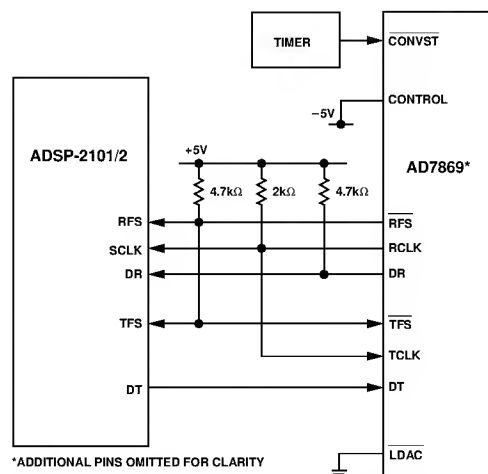 TIMER
CONVST
CONTROL
–5V
ADSP-2101/2
+5V
AD7869*
4.7kΩ
2kΩ
4.7kΩ
RFS
RFS
SCLK
RCLK
DR
DR
TFS
TFS
TCLK
DT
DT
LDAC
*ADDITIONAL PINS OMITTED FOR CLARITY